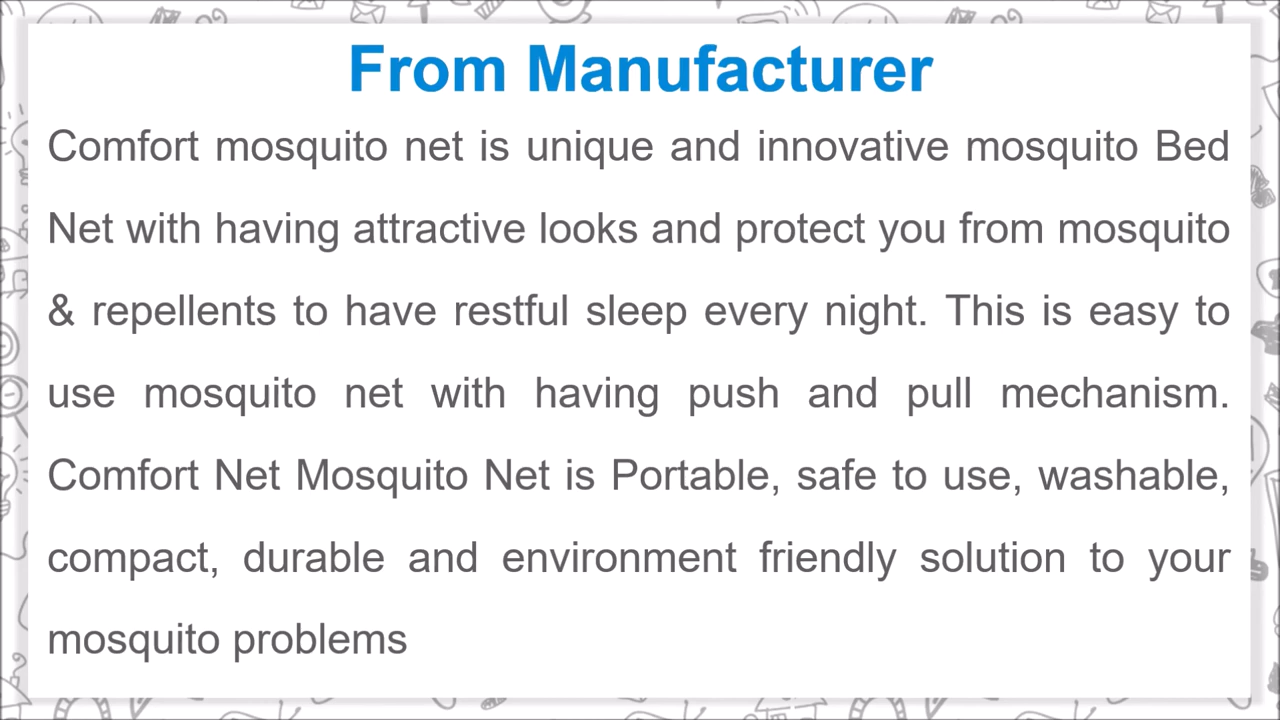 From Manufacturer
Comfort mosquito net is unique and innovative mosquito Bed
Net with having attractive looks and protect you from mosquito
& repellents to have restful sleep every night. This is easy to
use mosquito net with having push and pull mechanism.
Comfort Net Mosquito Net is Portable, safe to use, washable,
compact, durable and environment friendly solution to your
mosquito problems